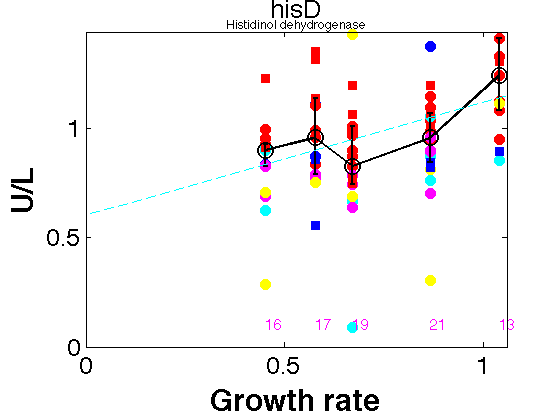 hisD
Histidinol dehydrogenase
1
0.5
0
U/L
16 17 19 21 13
0 0.5 1
Growth rate